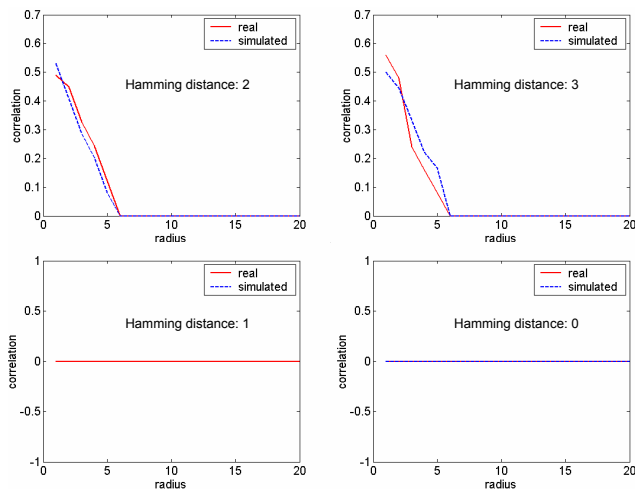 0.7
0.6
0.5
0.4
0.3
0.2
0.1
0
0 5 10 15 20
correlation
radius
real
simulated
Hamming distance: 2
0.7
0.6
0.5
0.4
0.3
0.2
0.1
0
0 5 10 15 20
correlation
radius
real
simulated
Hamming distance: 3
1
0.5
0
-0.5
-1
0 5 10 15 20
correlation
radius
real
simulated
Hamming distance: 1
1
0.5
0
-0.5
-1
0 5 10 15 20
correlation
radius
real
simulated
Hamming distance: 0